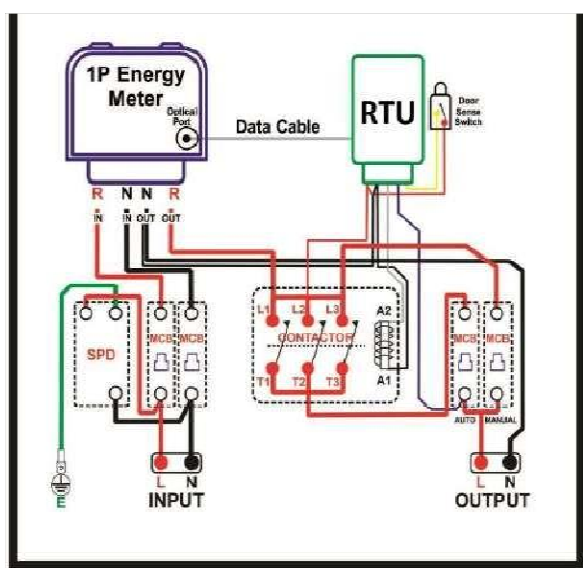 1P Energy
Meter
Optical
Port
Data Cable
RTU
Door
Sense
Switch
R N N R
IN IN OUT OUT
L1 L2 L3 A2
MCB MCB
SPD
CONTACTOR
MCB MCB
T1 T2 T3 A1
AUTO MANUAL
L N
INPUT
E
L N
OUTPUT